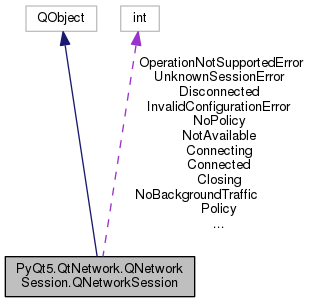 QObject
int
OperationNotSupportedError
UnknownSessionError
Disconnected
InvalidConfigurationError
NoPolicy
NotAvailable
Connecting
Connected
Closing
NoBackgroundTraffic
Policy
...
PyQt5.QtNetwork.QNetwork
Session.QNetworkSession